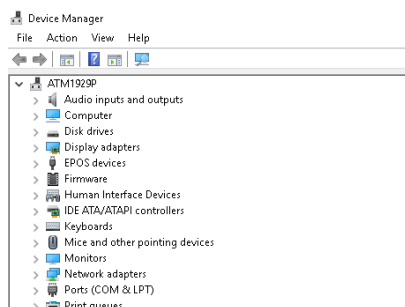 Device Manager
File Action View Help
ATM1929P
Audio inputs and outputs
Computer
Disk drives
Display adapters
EPOS devices
Firmware
Human Interface Devices
IDE ATA/ATAPI controllers
Keyboards
Mice and other pointing devices
Monitors
Network adapters
Ports (COM & LPT)
Print queues